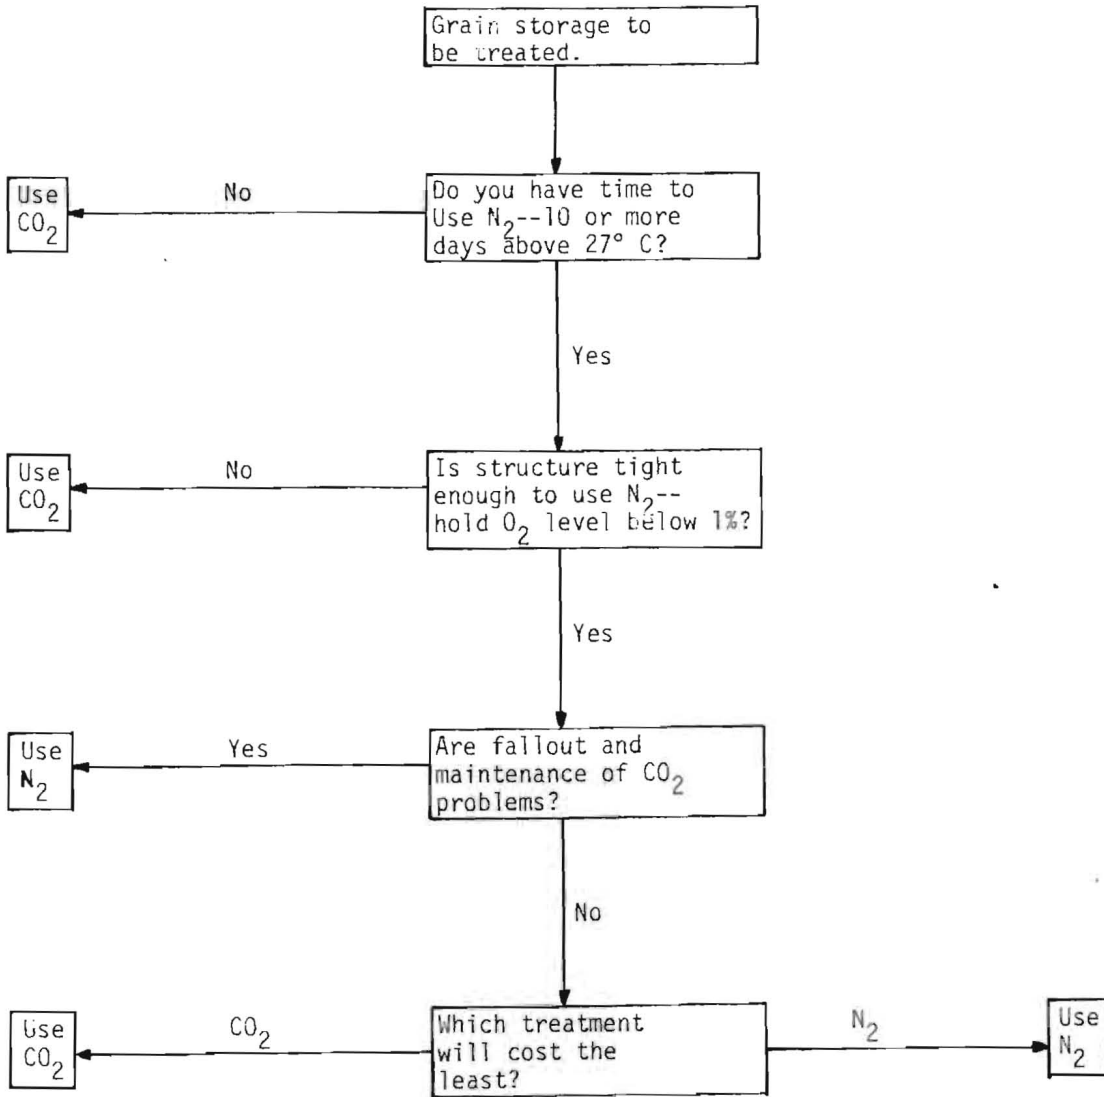 Grain storage to
be treated.
Use
CO₂
No
Do you have time to
Use N₂--10 or more
days above 27° C?
Yes
Use
CO₂
No
Is structure tight
enough to use N₂--
hold O₂ level below 1%?
Yes
Use
N₂
Yes
Are fallout and
maintenance of CO₂
problems?
No
Use
CO₂
CO₂
Which treatment
will cost the
least?
N₂
Use
N₂